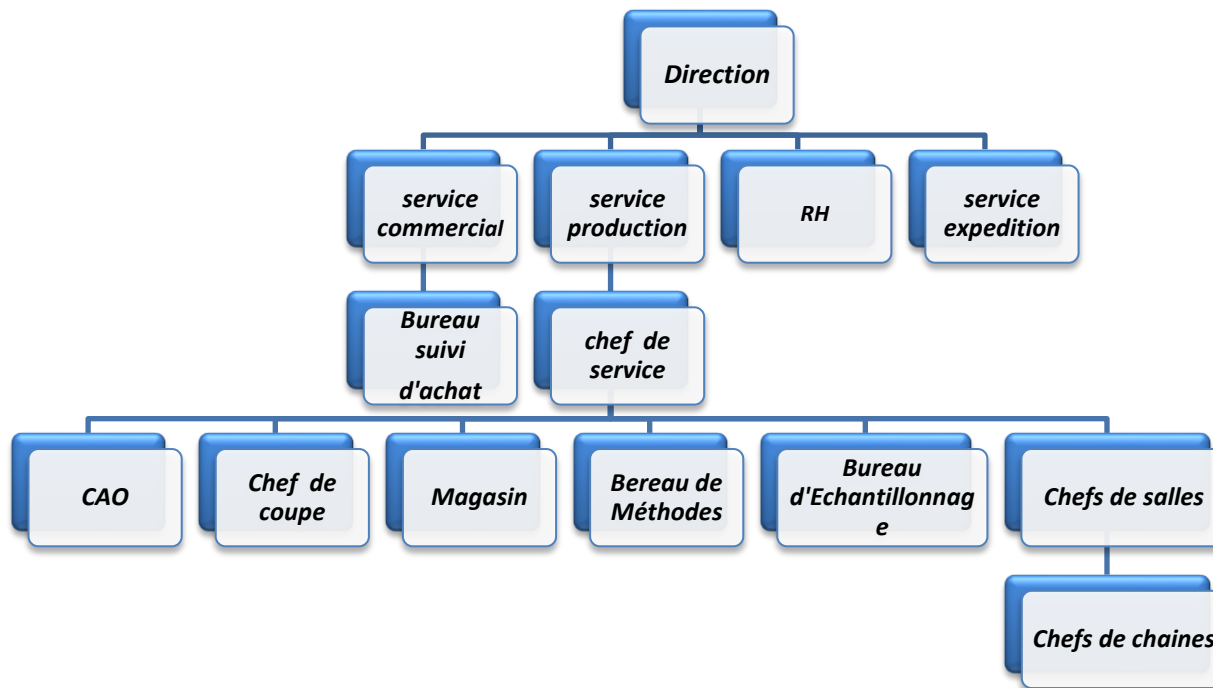 Direction
service
commercial
service
production
RH
service
expedition
Bureau
suivi
d'achat
chef de
service
CAO
Chef de
coupe
Magasin
Bereau de
Méthodes
Bureau
d'Echantillonnag
e
Chefs de salles
Chefs de chaines